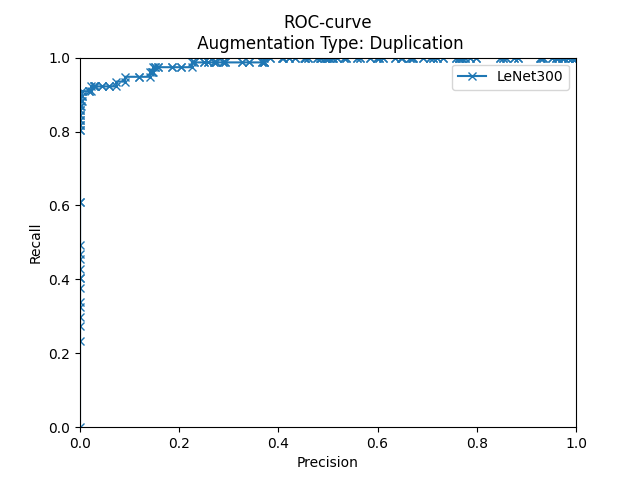 ROC-curve
Augmentation Type: Duplication
1.0
LeNet300
0.8
0.6
Recall
0.4
0.2
0.0
0.0 0.2 0.4 0.6 0.8 1.0
Precision